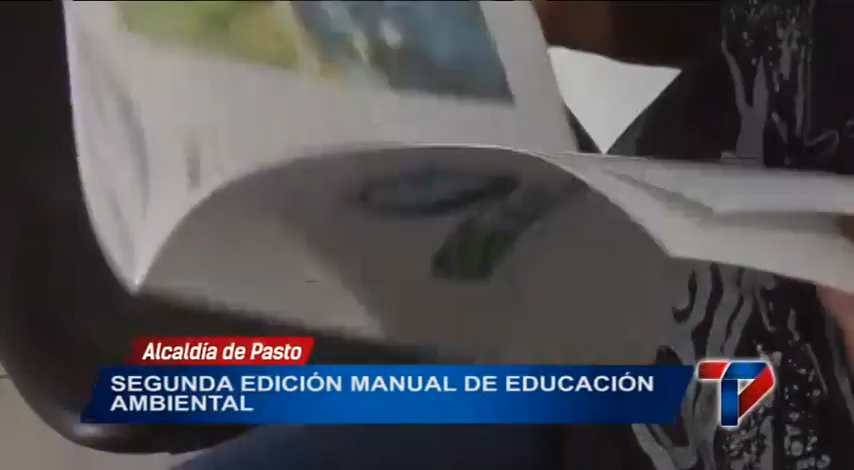 Alcaldía de Pasto
SEGUNDA EDICIÓN MANUAL DE EDUCACIÓN
AMBIENTAL